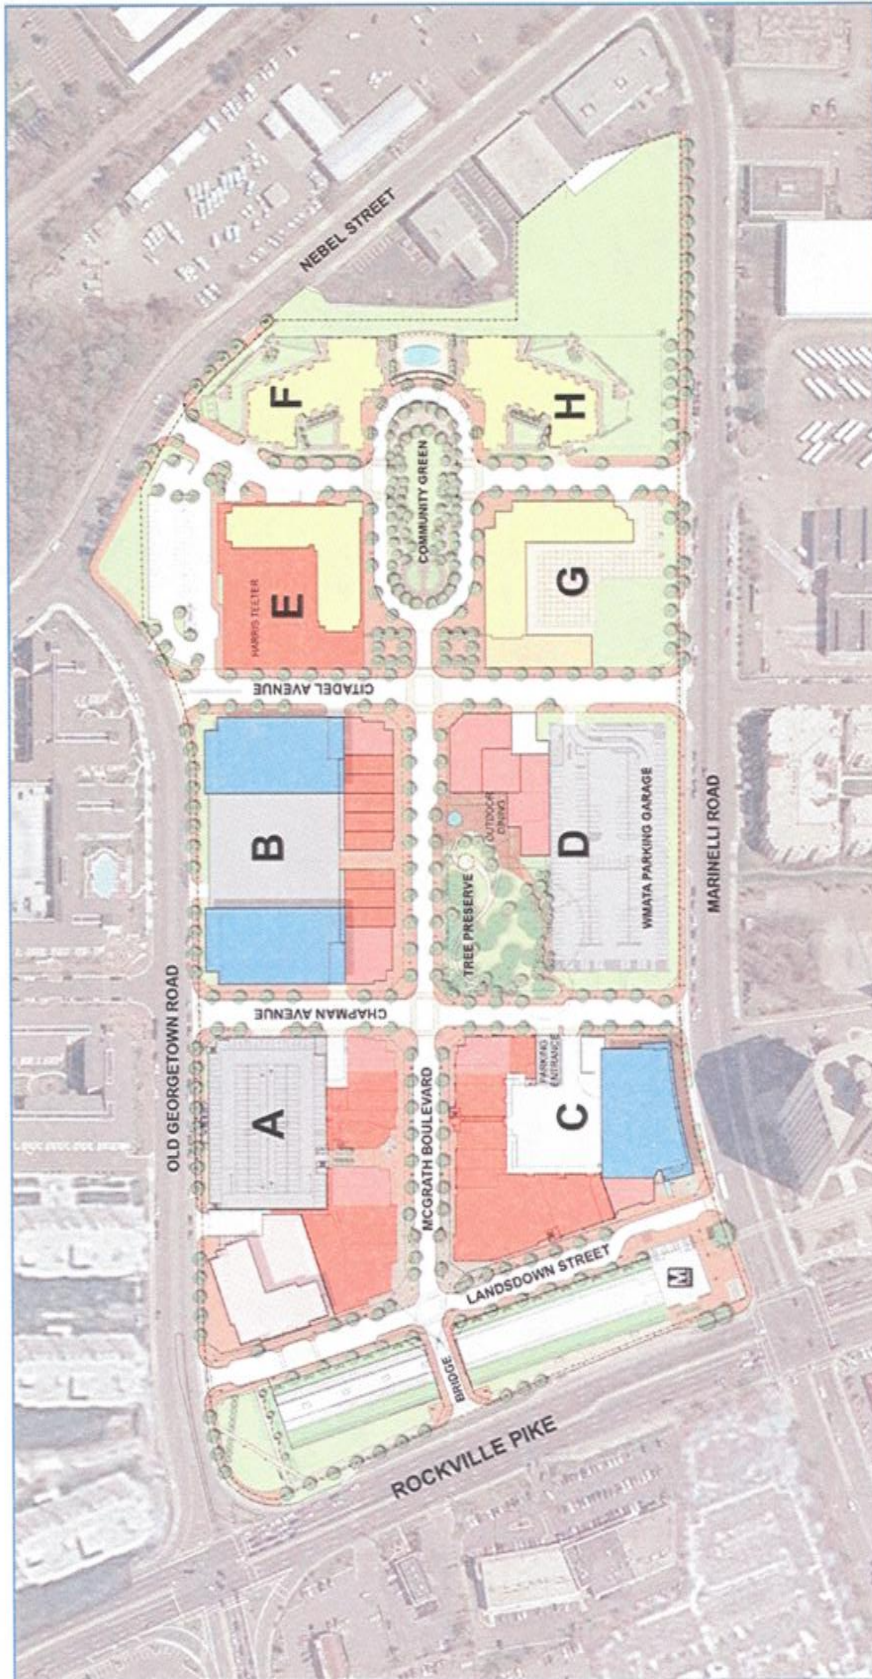 NEBEL STREET
F
H
COMMUNITY GREEN
HARRIS TEETER
E
G
CITADEL AVENUE
B
OUTDOOR
DINING
D
TREE PRESERVE
WMATA PARKING GARAGE
MARINELLI ROAD
OLD GEORGETOWN ROAD
CHAPMAN AVENUE
PARKING
ENTRANCE
A
C
MCGRATH BOULEVARD
LANDSDOWN STREET
M
BRIDGE
ROCKVILLE PIKE